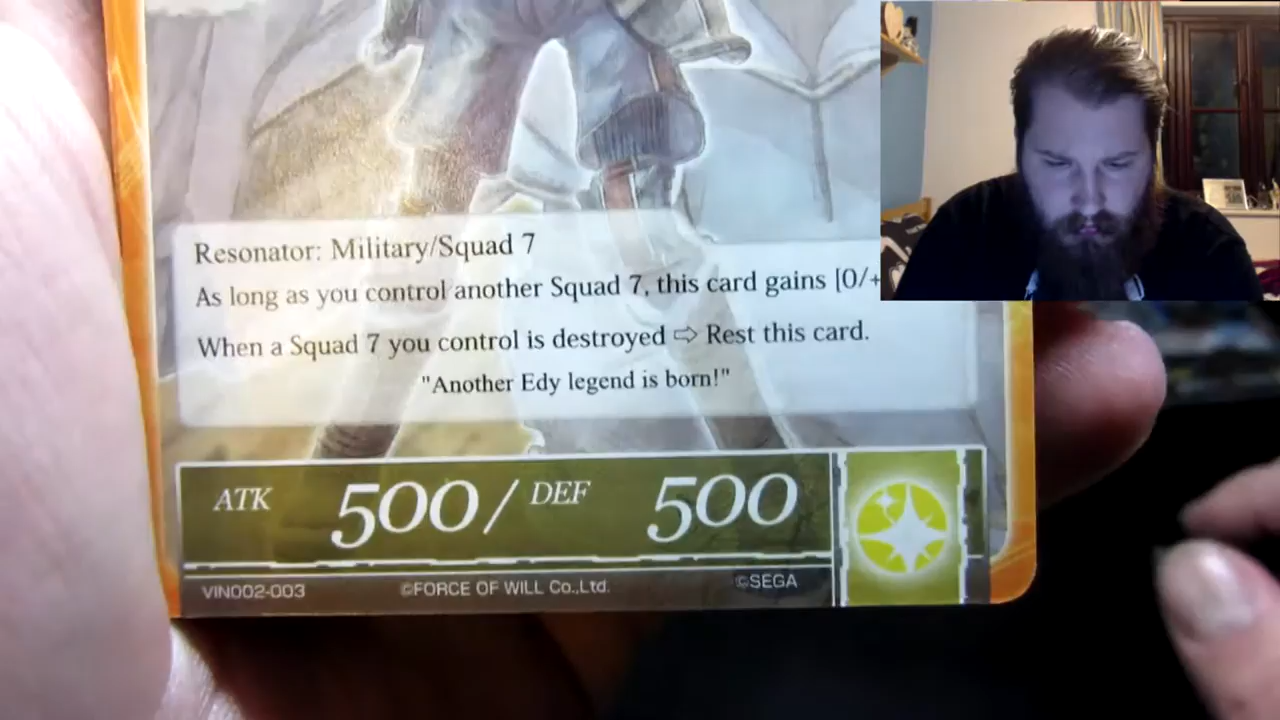 Resonator: Military/Squad 7
As long as you control another Squad 7, this card gains [0/+
When a Squad 7 you control is destroyed ⇨ Rest this card.
"Another Edy legend is born!"
ATK 500 / DEF 500
VIN002-003 ©FORCE OF WILL Co.,Ltd. ©SEGA